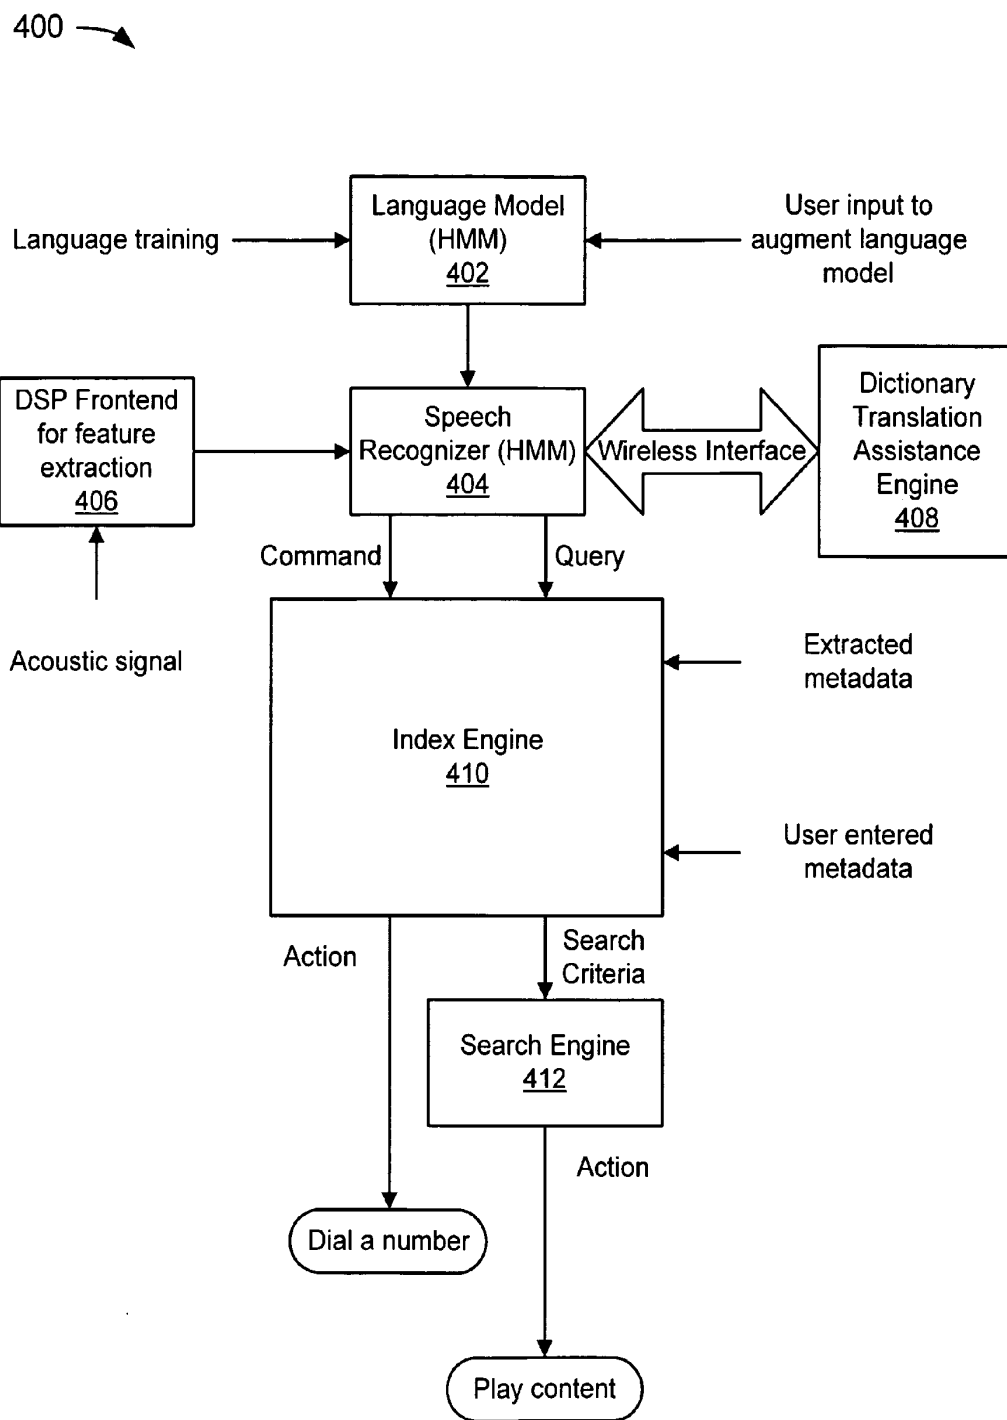 400
Language Model
(HMM)
402
Language training
User input to
augment language
model
DSP Frontend
for feature
extraction
406
Speech
Recognizer (HMM)
404
Wireless Interface
Dictionary
Translation
Assistance
Engine
408
Command
Query
Acoustic signal
Extracted
metadata
Index Engine
410
User entered
metadata
Action
Search
Criteria
Search Engine
412
Action
Dial a number
Play content